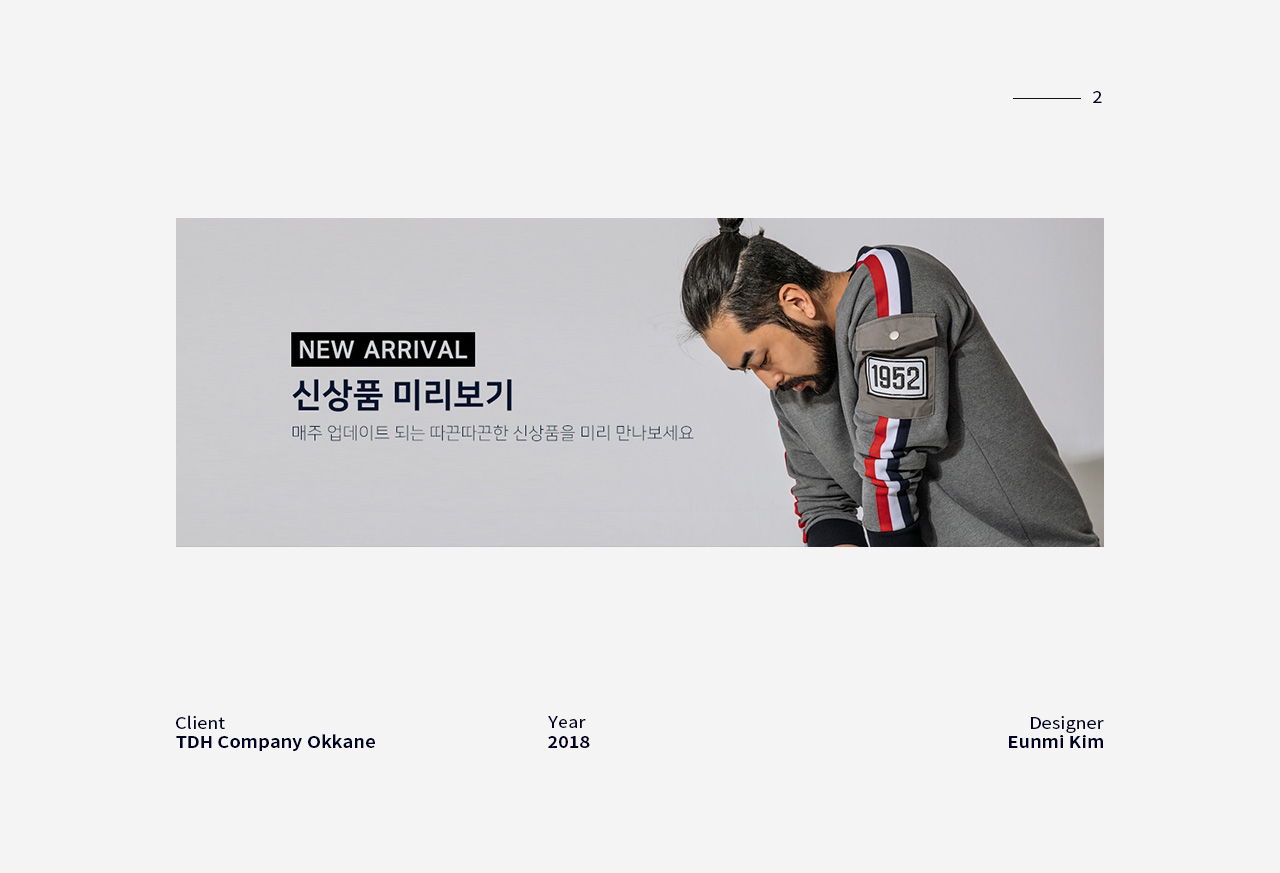 2
NEW ARRIVAL
신상품 미리보기
매주 업데이트 되는 따끈따끈한 신상품을 미리 만나보세요
1952
Client
TDH Company Okkane
Year
2018
Designer
Eunmi Kim